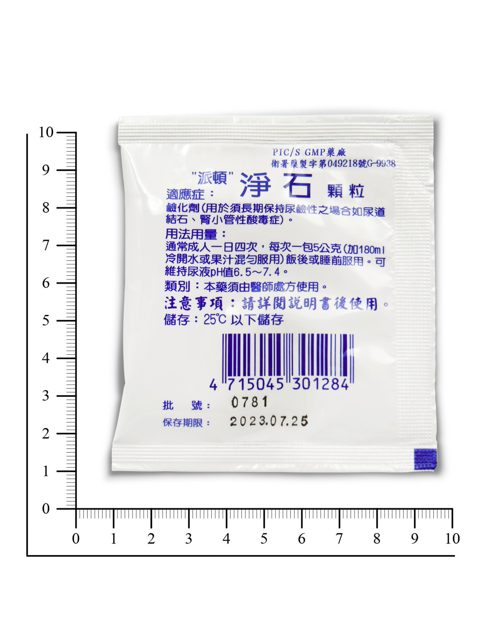 PIC/S GMP藥廠
衛署藥製字第049218號G-9938
"派頓" 淨石 顆粒
適應症：
鹼化劑(用於須長期保持尿鹼性之場合如尿道
結石、腎小管性酸毒症)。
用法用量：
通常成人一日四次，每次一包5公克(加180ml
冷開水或果汁混勻服用)飯後或睡前服用。可
維持尿液pH值6.5~7.4。
類別：本藥須由醫師處方使用。
注意事項：請詳閱說明書後使用。
儲存：25℃ 以下儲存
4 715045 301284
批 號： 0781
保存期限： 2023.07.25
10
9
8
7
6
5
4
3
2
1
0
0 1 2 3 4 5 6 7 8 9 10